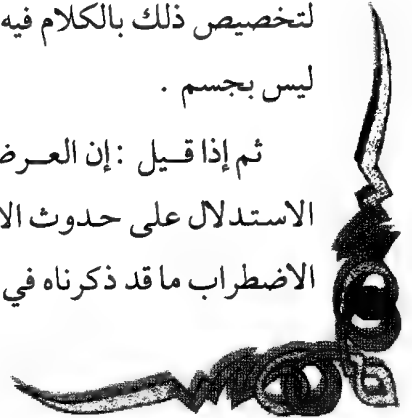 لتخصيص ذلك بالكلام فيه
ليس بجسم .
ثم إذا قيل : إن العرض
الاستدلال على حدوث الا
الاضطراب ما قد ذكرناه في